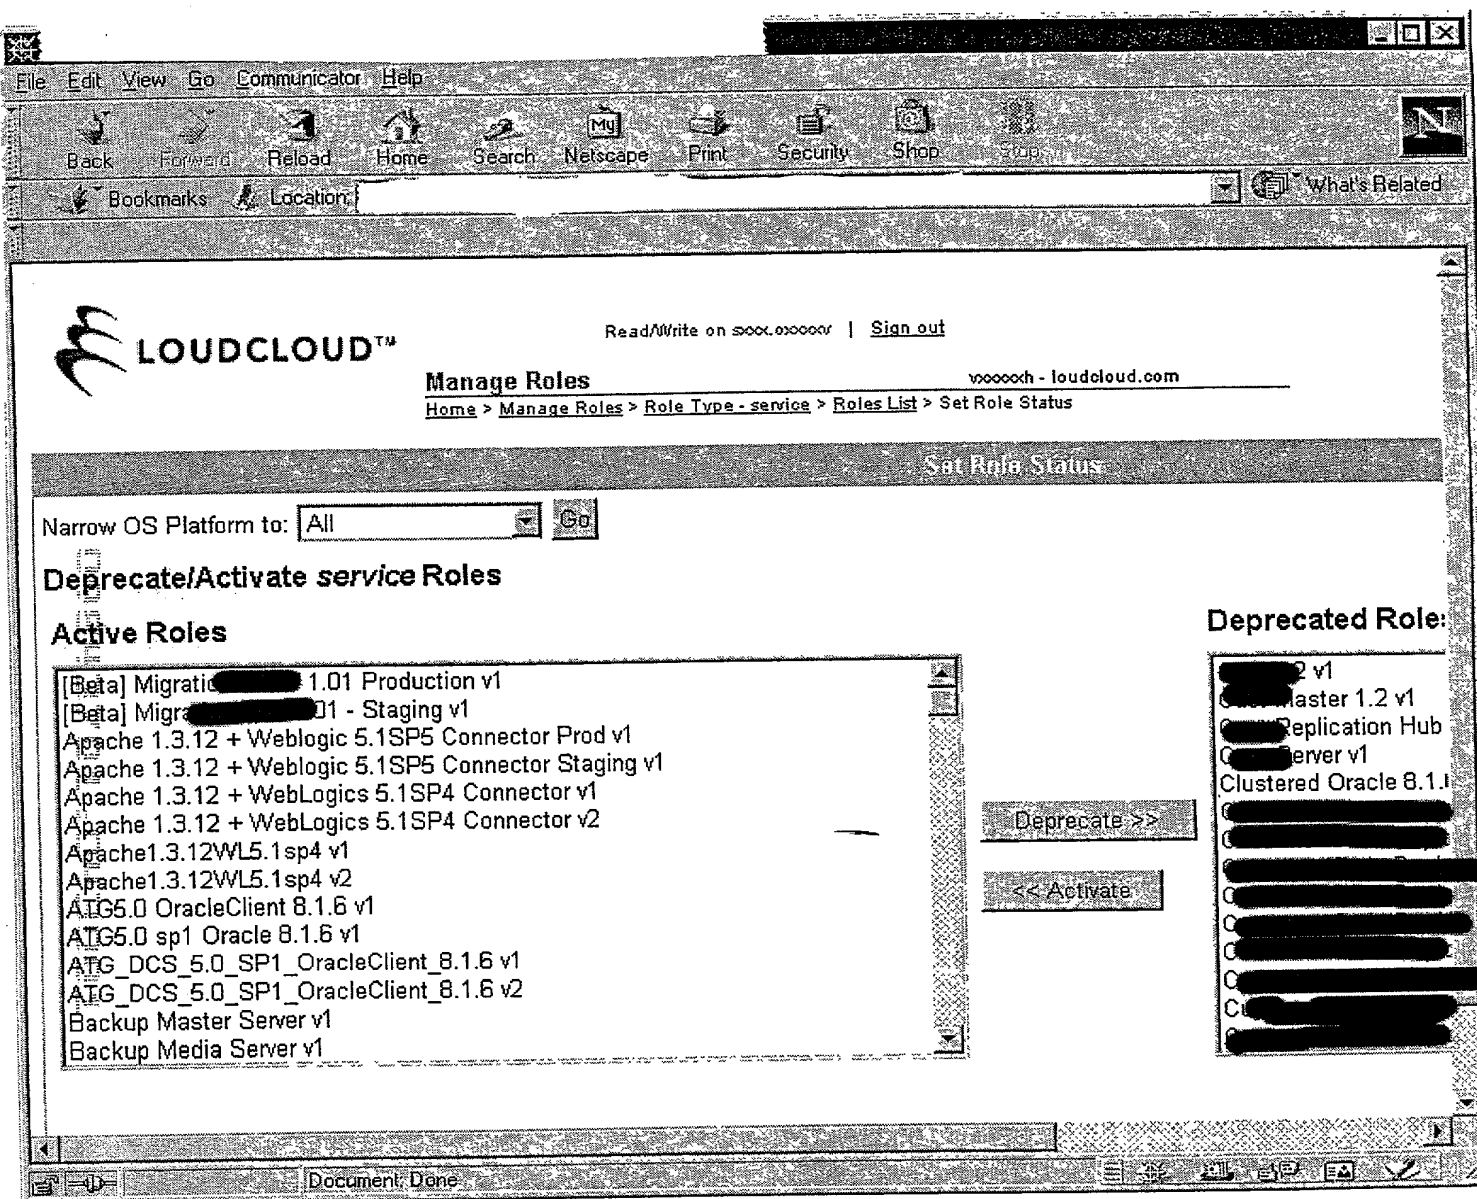 File Edit View Go Communicator Help
Back Forward Reload Home Search Netscape Print Security Shop Stop
My
N
Bookmarks Location: What's Related
LOUDCLOUD™
Read/Write on | Sign out
Manage Roles - loudcloud.com
Home > Manage Roles > Role Type - service > Roles List > Set Role Status
Set Role Status
Narrow OS Platform to: All Go
Deprecate/Activate service Roles
Active Roles
[Beta] 1.01 Production v1
[Beta] 01 - Staging v1
Apache 1.3.12 + Weblogic 5.1SP5 Connector Prod v1
Apache 1.3.12 + Weblogic 5.1SP5 Connector Staging v1
Apache 1.3.12 + WebLogics 5.1SP4 Connector v1
Apache 1.3.12 + WebLogics 5.1SP4 Connector v2
Apache1.3.12WL5.1sp4 v1
Apache1.3.12WL5.1sp4 v2
ATG5.0 OracleClient 8.1.6 v1
ATG5.0 sp1 Oracle 8.1.6 v1
ATG_DCS_5.0_SP1_OracleClient_8.1.6 v1
ATG_DCS_5.0_SP1_OracleClient_8.1.6 v2
Backup Master Server v1
Backup Media Server v1
Deprecate >>
<< Activate
Deprecated Roles
2 v1
aster 1.2 v1
Replication Hub
erver v1
Clustered Oracle 8.1.
Document: Done